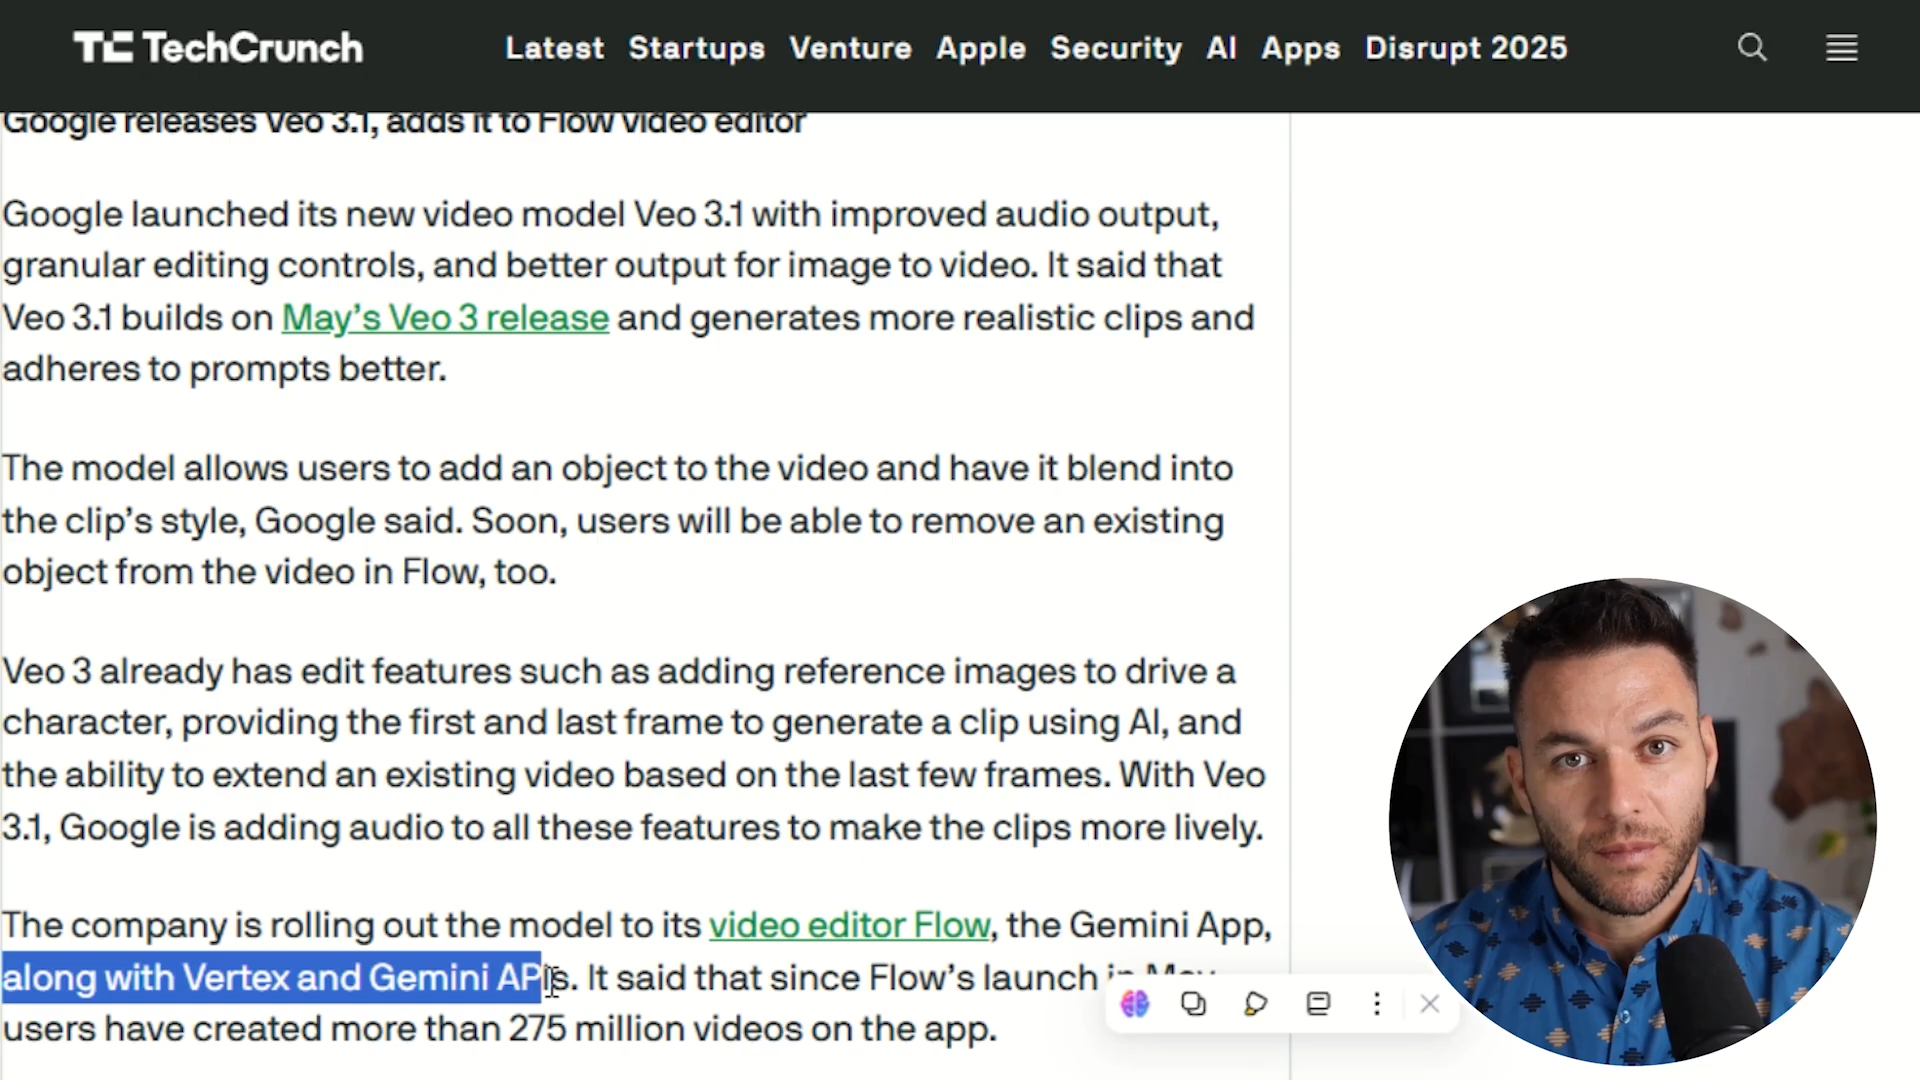 TC TechCrunch
Latest Startups Venture Apple Security AI Apps Disrupt 2025
Google releases Veo 3.1, adds it to Flow video editor
Google launched its new video model Veo 3.1 with improved audio output,
granular editing controls, and better output for image to video. It said that
Veo 3.1 builds on May’s Veo 3 release and generates more realistic clips and
adheres to prompts better.
The model allows users to add an object to the video and have it blend into
the clip’s style, Google said. Soon, users will be able to remove an existing
object from the video in Flow, too.
Veo 3 already has edit features such as adding reference images to drive a
character, providing the first and last frame to generate a clip using AI, and
the ability to extend an existing video based on the last few frames. With Veo
3.1, Google is adding audio to all these features to make the clips more lively.
The company is rolling out the model to its video editor Flow, the Gemini App,
along with Vertex and Gemini APIs. It said that since Flow’s launch in May,
users have created more than 275 million videos on the app.